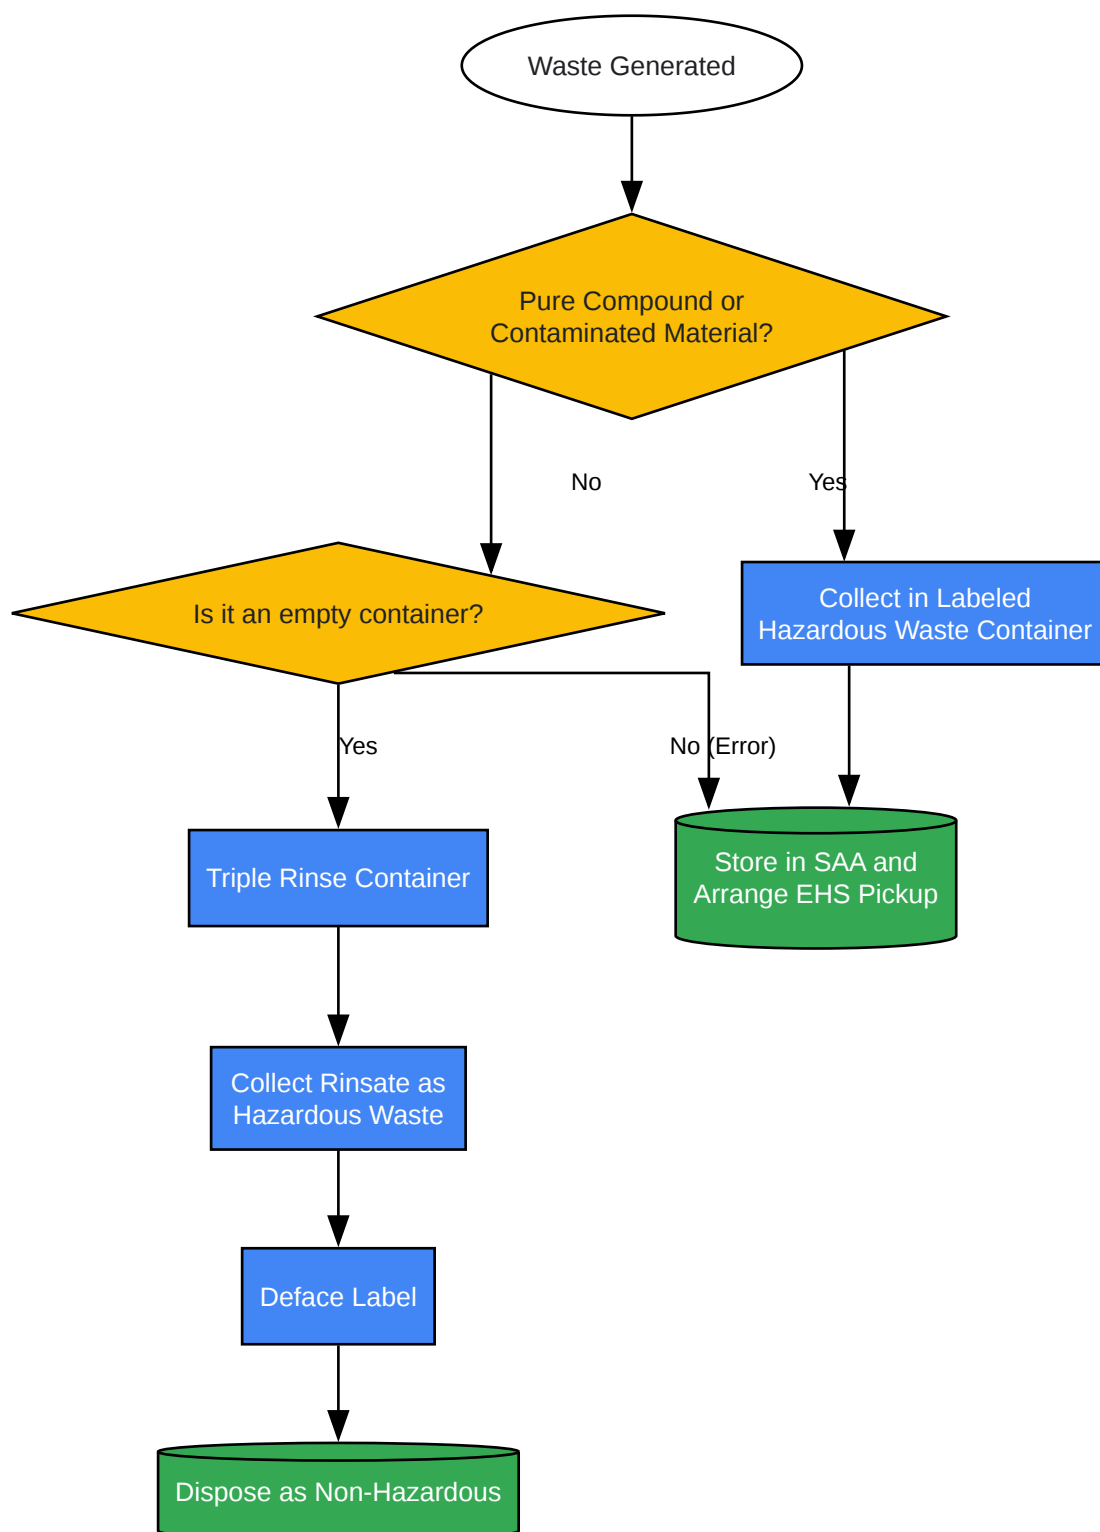 Waste Generated
Pure Compound or
Contaminated Material?
No
Yes
Is it an empty container?
Collect in Labeled
Hazardous Waste Container
Yes
No (Error)
Triple Rinse Container
Store in SAA and
Arrange EHS Pickup
Collect Rinsate as
Hazardous Waste
Deface Label
Dispose as Non-Hazardous